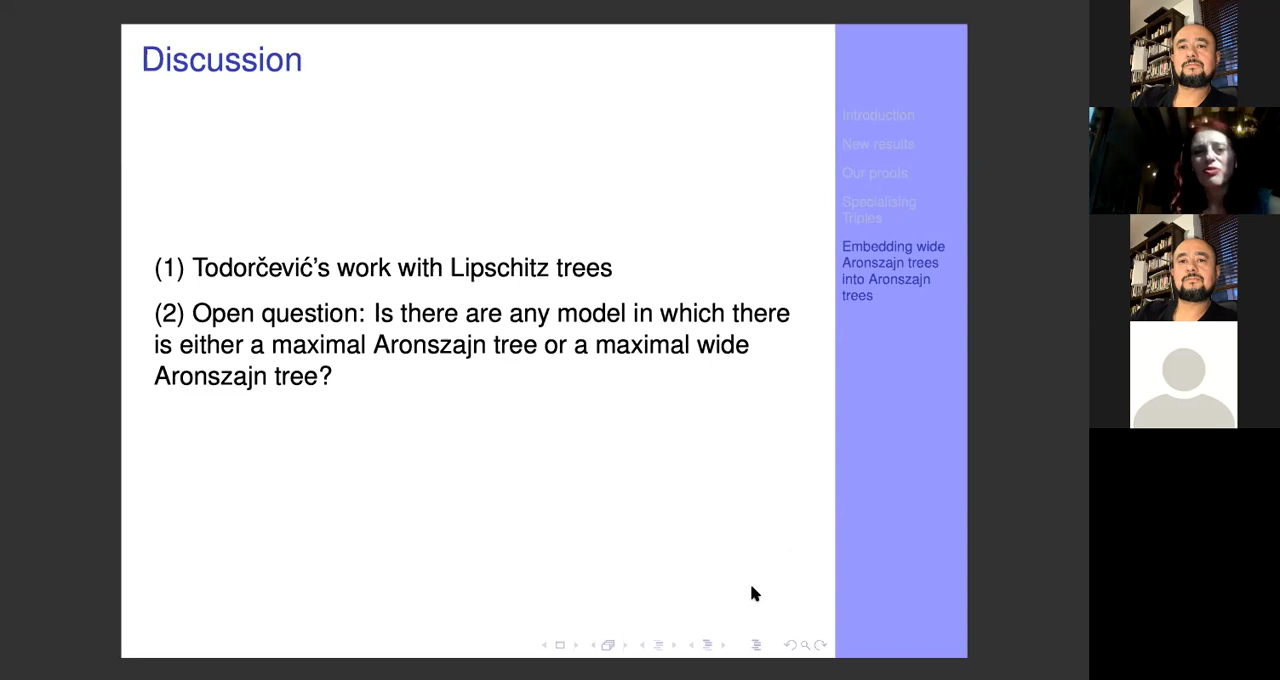 Discussion
(1) Todorčević’s work with Lipschitz trees
(2) Open question: Is there are any model in which there
is either a maximal Aronszajn tree or a maximal wide
Aronszajn tree?
Introduction
New results
Our proofs
Specialising
Triples
Embedding wide
Aronszajn trees
into Aronszajn
trees